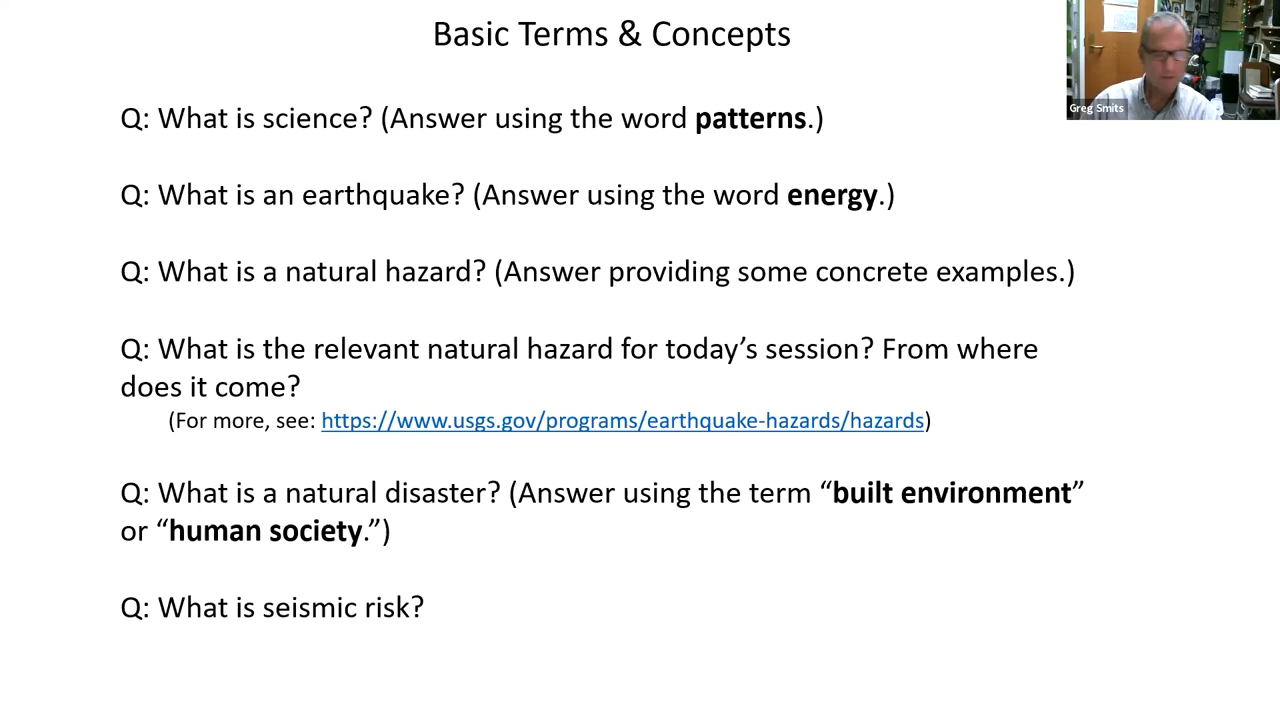 Basic Terms & Concepts
Greg Smits
Q: What is science? (Answer using the word patterns.)
Q: What is an earthquake? (Answer using the word energy.)
Q: What is a natural hazard? (Answer providing some concrete examples.)
Q: What is the relevant natural hazard for today’s session? From where
does it come?
(For more, see: https://www.usgs.gov/programs/earthquake-hazards/hazards)
Q: What is a natural disaster? (Answer using the term “built environment”
or “human society.”)
Q: What is seismic risk?